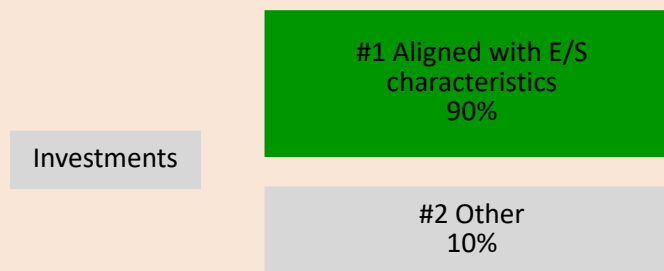 #1 Aligned with E/S
characteristics
90%
Investments
#2 Other
10%